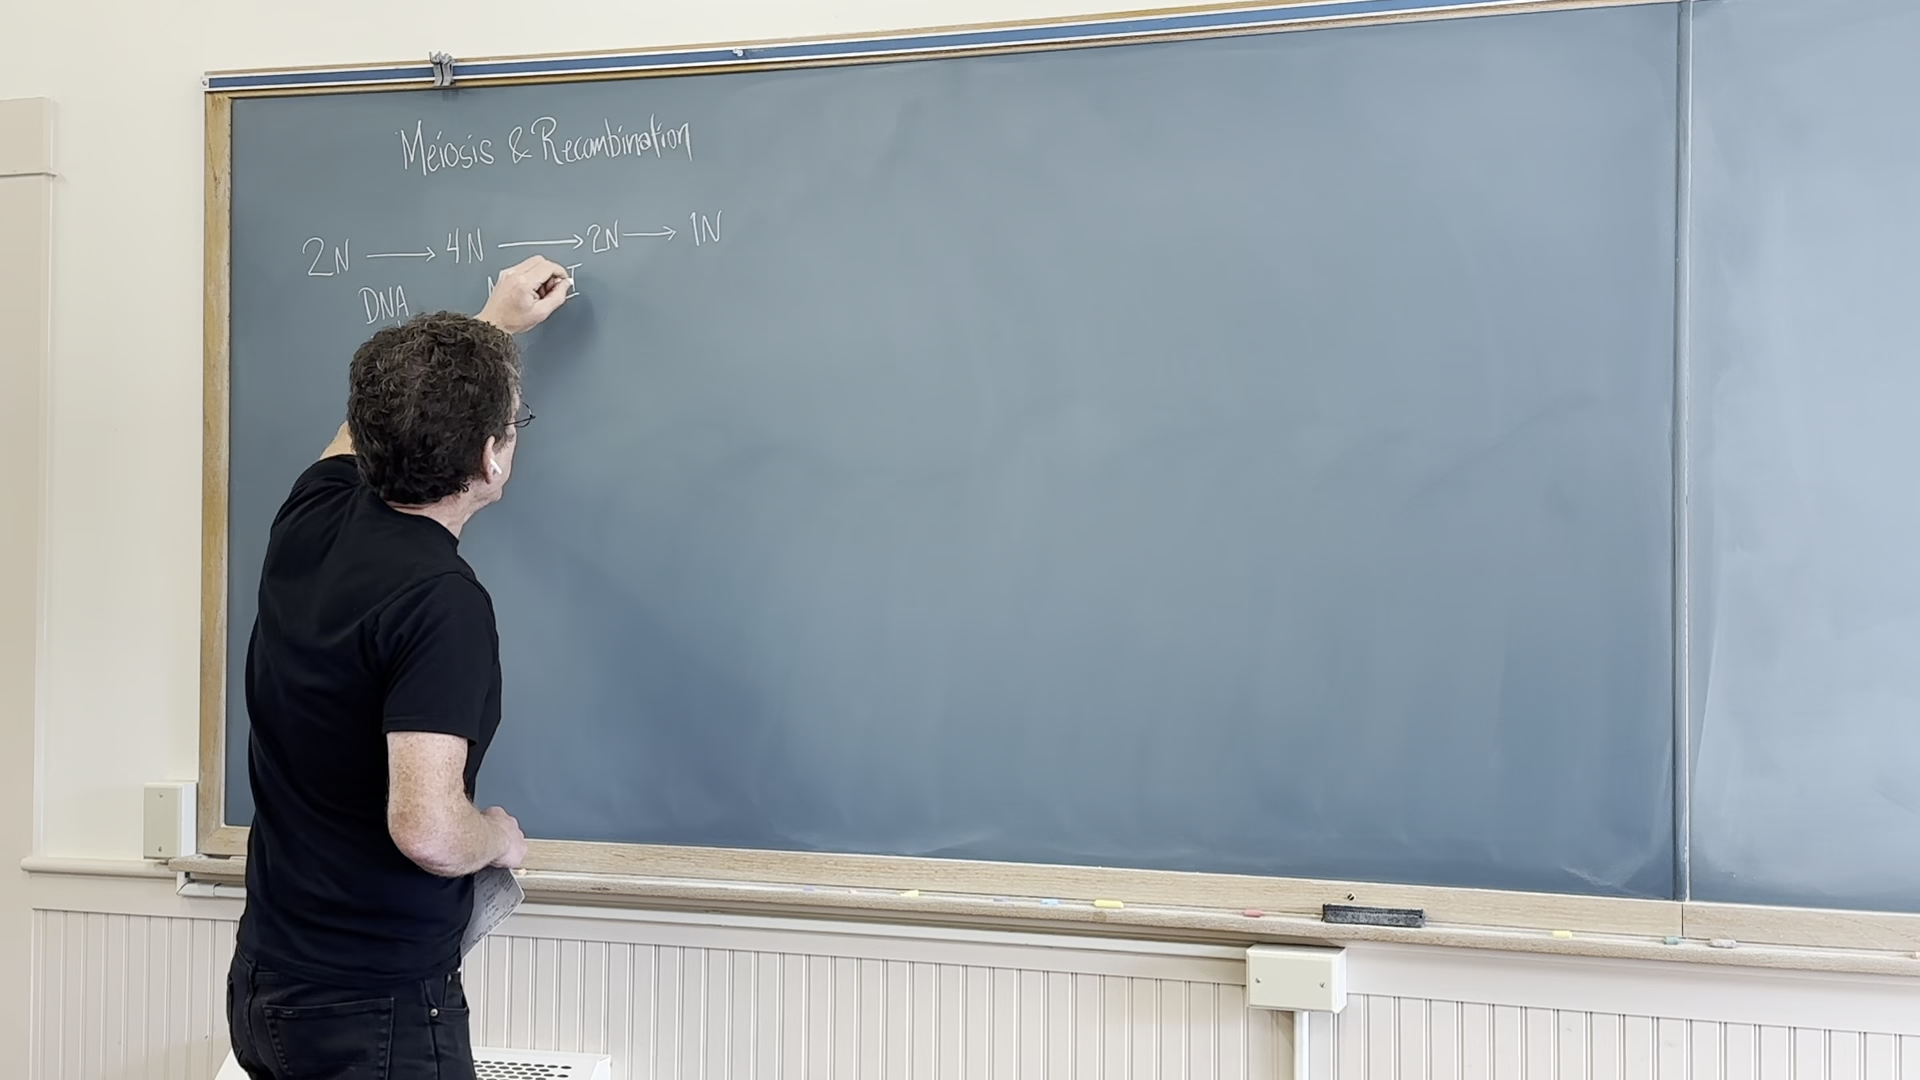 Meiosis & Recombination
2N → 4N → 2N → 1N
DNA